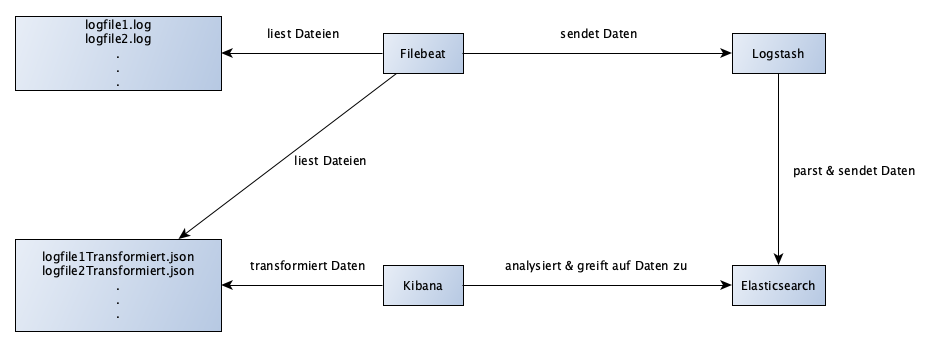 logfile1.log
logfile2.log
.
.
.
liest Dateien
Filebeat
sendet Daten
Logstash
liest Dateien
parst & sendet Daten
logfile1Transformiert.json
logfile2Transformiert.json
.
.
.
transformiert Daten
Kibana
analysiert & greift auf Daten zu
Elasticsearch